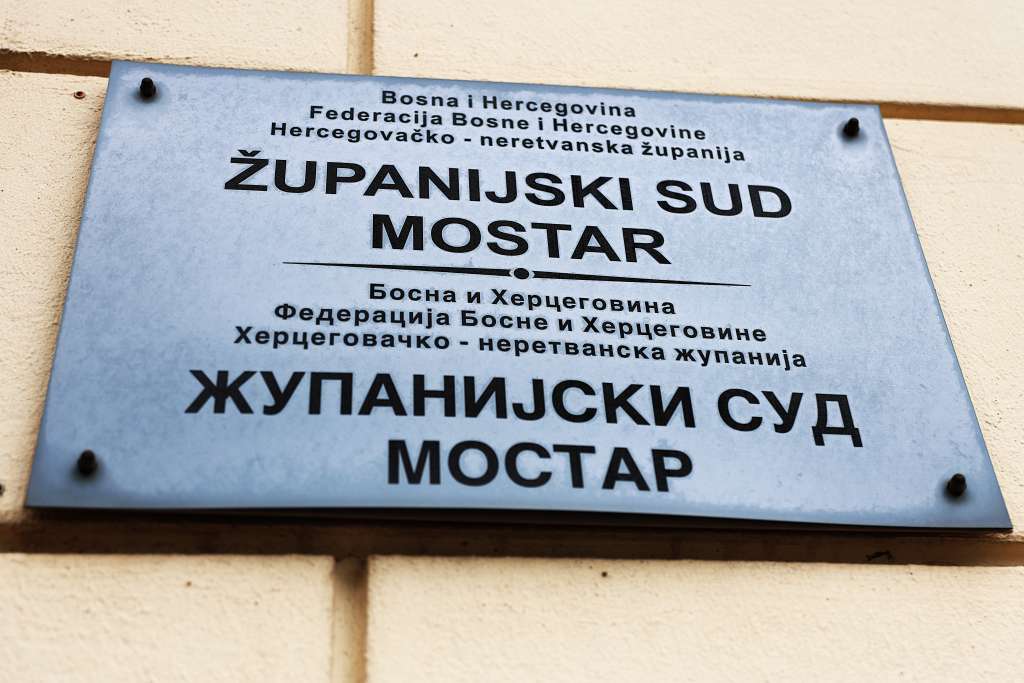 Bosna i Hercegovina
Federacija Bosne i Hercegovine
Hercegovačko - neretvanska županija
ŽUPANIJSKI SUD
MOSTAR
Босна и Херцеговина
Федерација Босне и Херцеговине
Херцеговачко - неретванска жупанија
ЖУПАНИЈСКИ СУД
МОСТАР